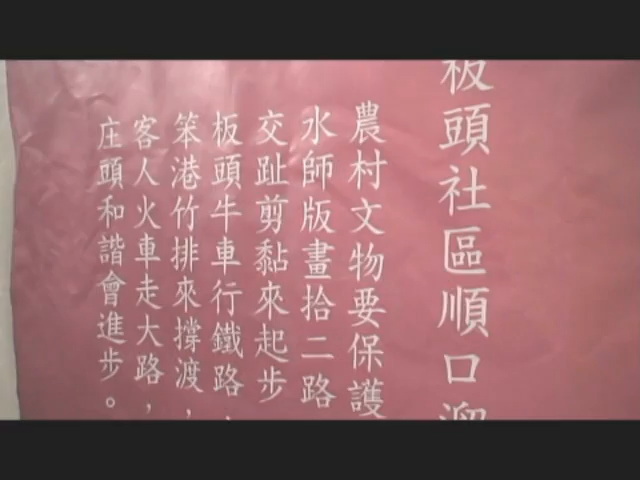 板頭社區順口溜
農村文物要保護
水師版畫拾二路
交趾剪黏來起步
板頭牛車行鐵路，
笨港竹排來撐渡，
客人火車走大路，
庄頭和諧會進步。